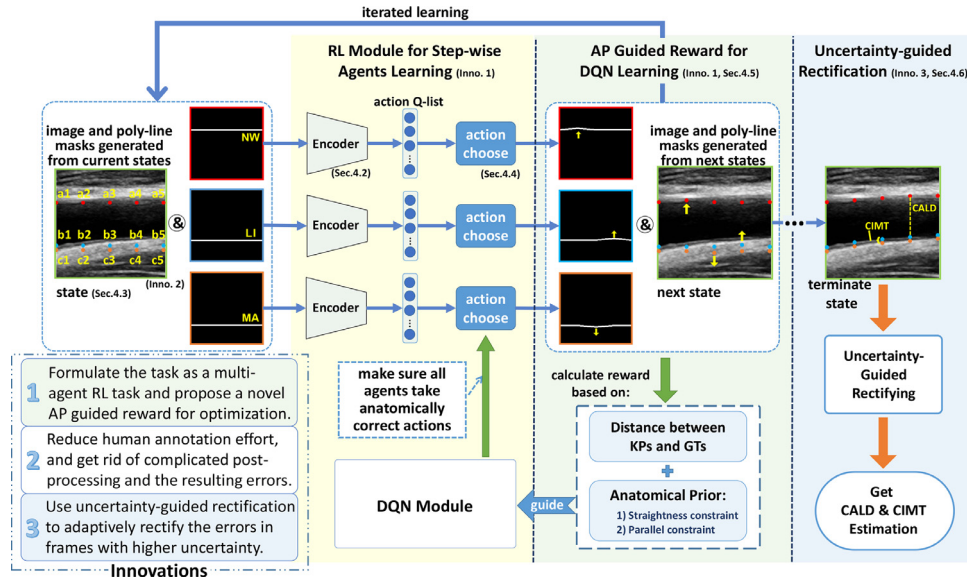 iterated learning
RL Module for Step-wise
Agents Learning (Inno. 1)
AP Guided Reward for
DQN Learning (Inno. 1, Sec.4.5)
Uncertainty-guided
Rectification (Inno. 3, Sec.4.6)
image and poly-line
masks generated
from current states
a1 a2 a3 a4 a5
b1 b2 b3 b4 b5
c1 c2 c3 c4 c5
state (Sec.4.3)
(Inno. 2)
&
NW
LI
MA
action Q-list
Encoder
(Sec.4.2)
action
choose
(Sec.4.4)
Encoder
action
choose
Encoder
action
choose
&
image and poly-line
masks generated
from next states
next state
CALD
CIMT
terminate
state
1 Formulate the task as a multi-
agent RL task and propose a novel
AP guided reward for optimization.
2 Reduce human annotation effort,
and get rid of complicated post-
processing and the resulting errors.
3 Use uncertainty-guided rectification
to adaptively rectify the errors in
frames with higher uncertainty.
Innovations
make sure all
agents take
anatomically
correct actions
DQN Module
guide
calculate reward
based on:
Distance between
KPs and GTs
+
Anatomical Prior:
1) Straightness constraint
2) Parallel constraint
Uncertainty-
Guided
Rectifying
Get
CALD & CIMT
Estimation